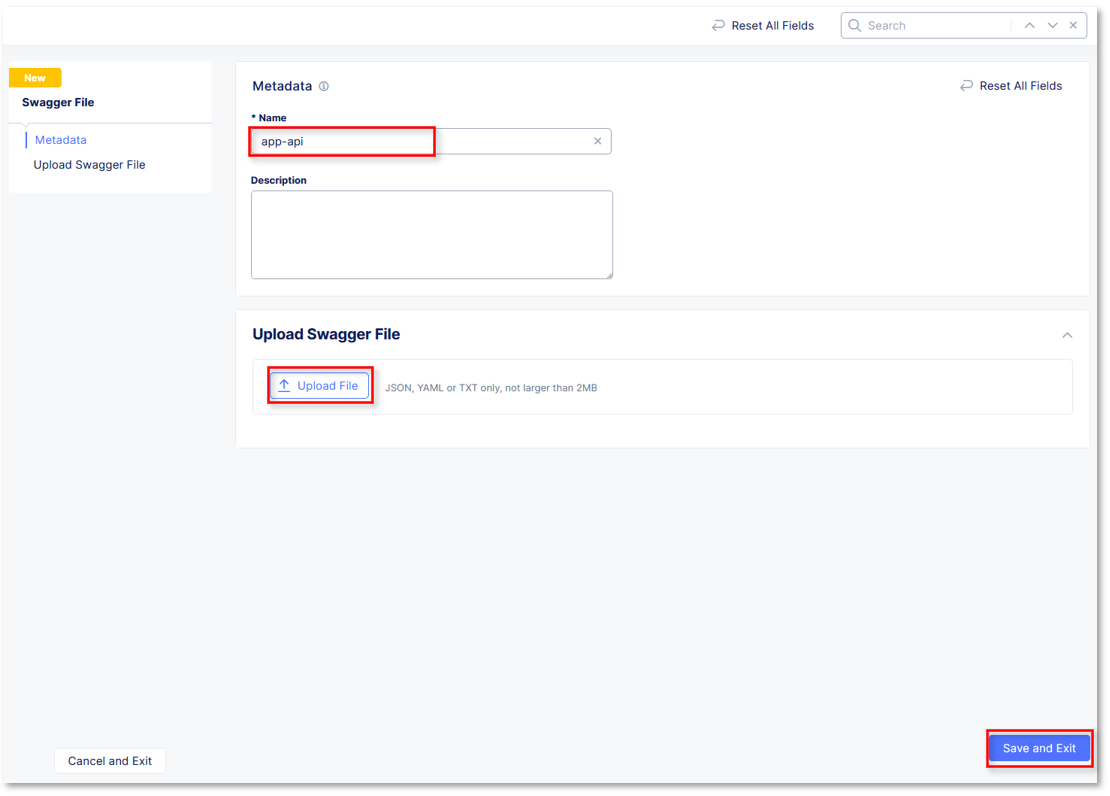 Reset All Fields
Search
New
Swagger File
Metadata
Upload Swagger File
Metadata
Reset All Fields
* Name
app-api
Description
Upload Swagger File
Upload File
JSON, YAML or TXT only, not larger than 2MB
Cancel and Exit
Save and Exit